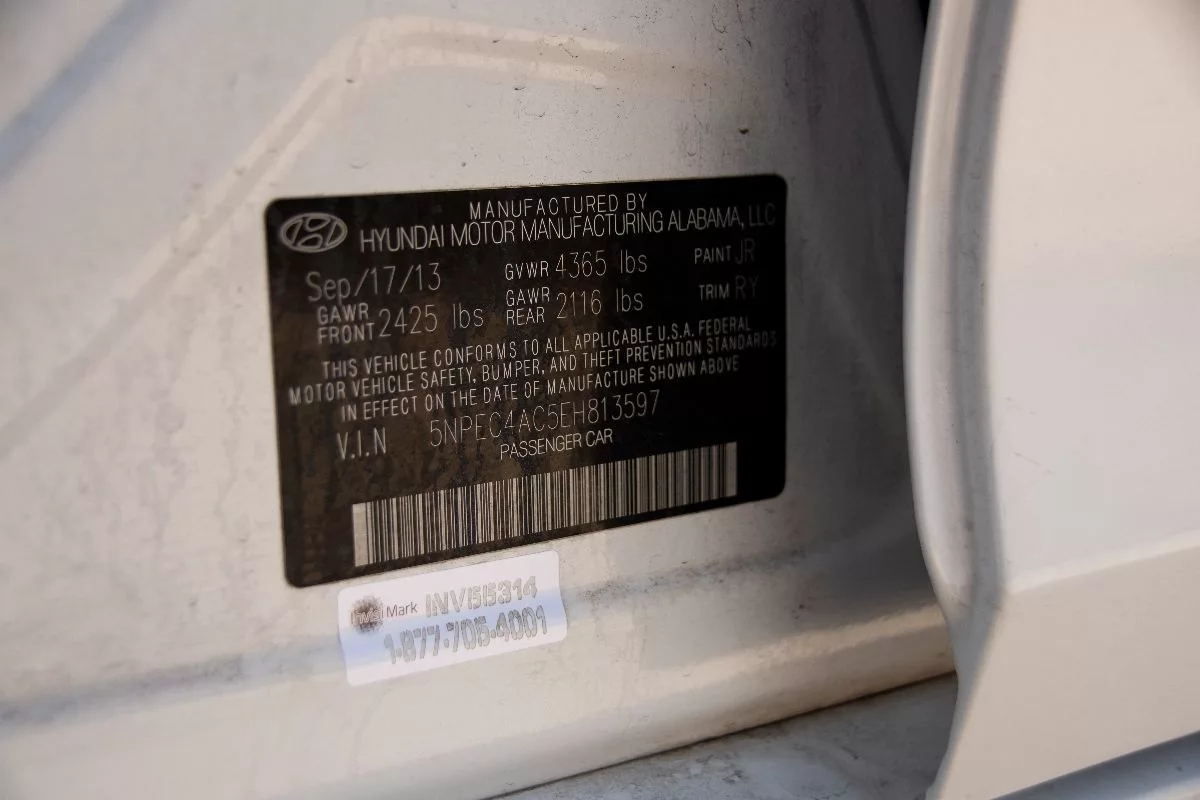 MANUFACTURED BY
HYUNDAI MOTOR MANUFACTURING ALABAMA, LLC
Sep/17/13 GVWR 4365 lbs PAINT JR
GAWR FRONT 2425 lbs GAWR REAR 2116 lbs TRIM RY
THIS VEHICLE CONFORMS TO ALL APPLICABLE U.S.A. FEDERAL
MOTOR VEHICLE SAFETY, BUMPER, AND THEFT PREVENTION STANDARDS
IN EFFECT ON THE DATE OF MANUFACTURE SHOWN ABOVE
V.I.N 5NPEC4AC5EH813597
PASSENGER CAR
Mark
1-877-705-4001